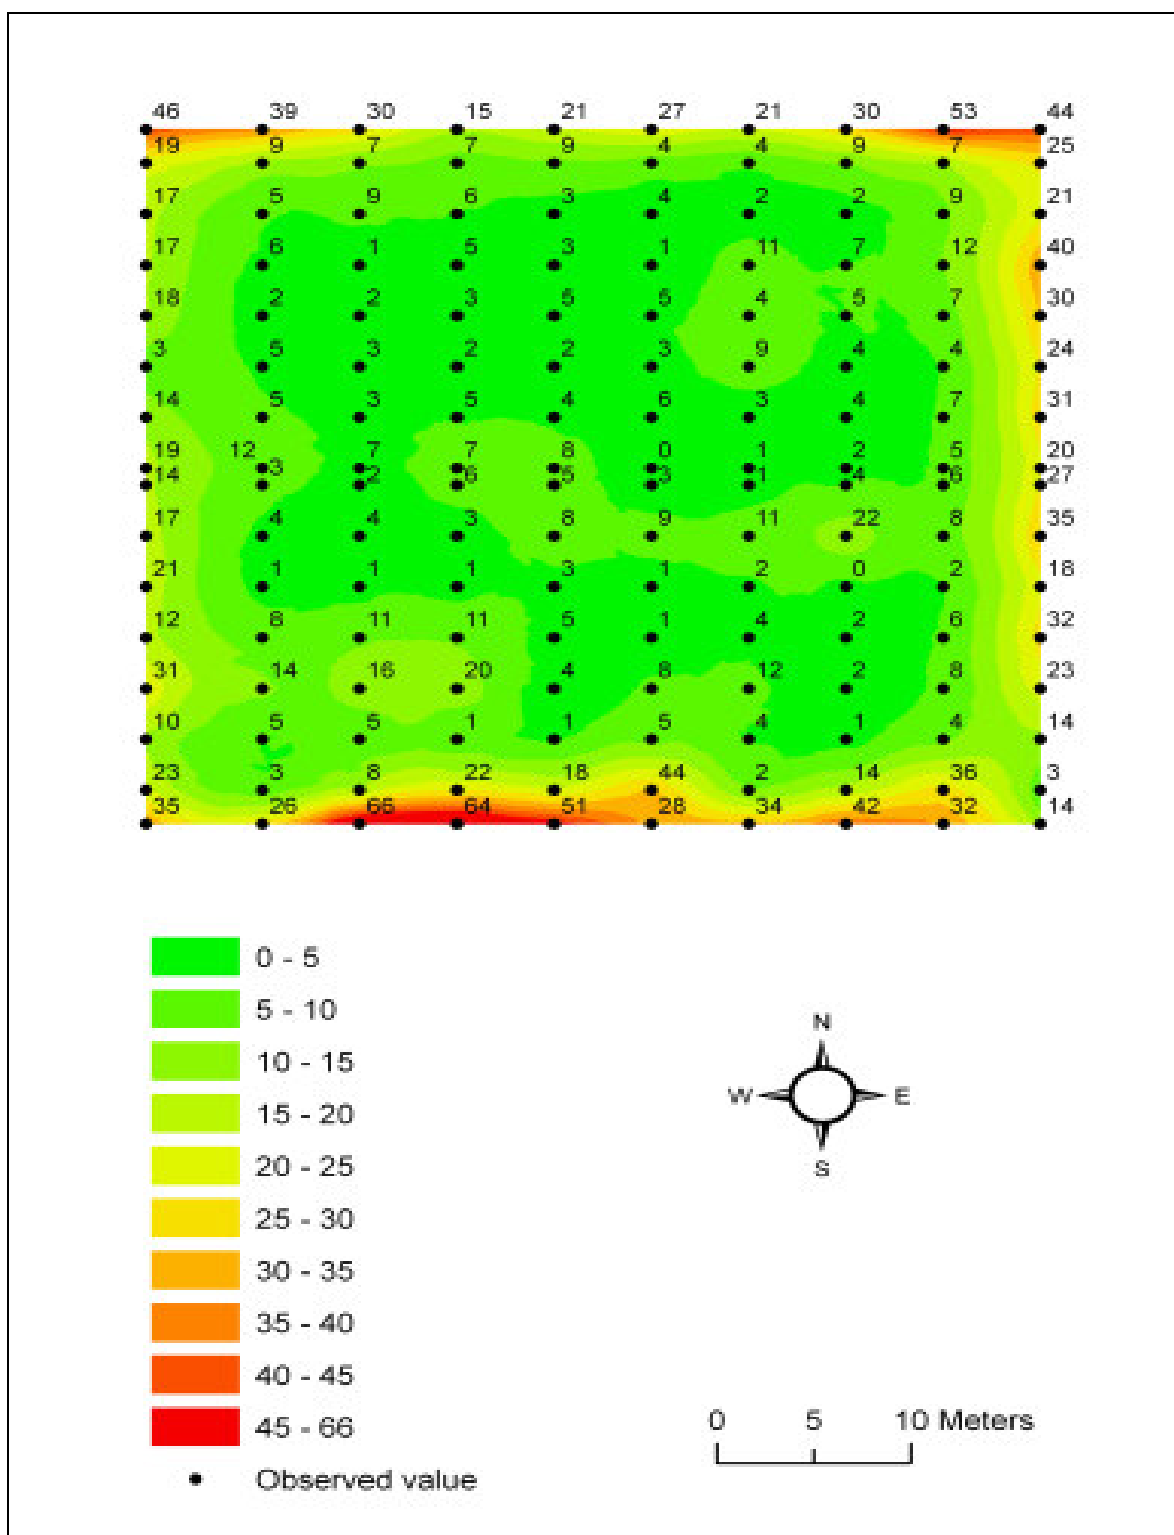 46 39 30 15 21 27 21 30 53 44
19 9 7 7 9 4 4 9 7 25
17 5 9 6 3 4 2 2 9 21
17 6 1 5 3 1 11 7 12 40
18 2 2 3 5 5 4 5 7 30
3 5 3 2 2 3 9 4 4 24
14 5 3 5 4 6 3 4 7 31
19 12 7 7 8 0 1 2 5 20
14 3 2 6 5 3 1 4 6 27
17 4 4 3 8 9 11 22 8 35
21 1 1 1 3 1 2 0 2 18
12 8 11 11 5 1 4 2 6 32
31 14 16 20 4 8 12 2 8 23
10 5 5 1 1 5 4 1 4 14
23 3 8 22 18 44 2 14 36 3
35 26 66 64 51 28 34 42 32 14
0 - 5
5 - 10
10 - 15
15 - 20
20 - 25
25 - 30
30 - 35
35 - 40
40 - 45
45 - 66
Observed value
N
W E
S
0 5 10 Meters